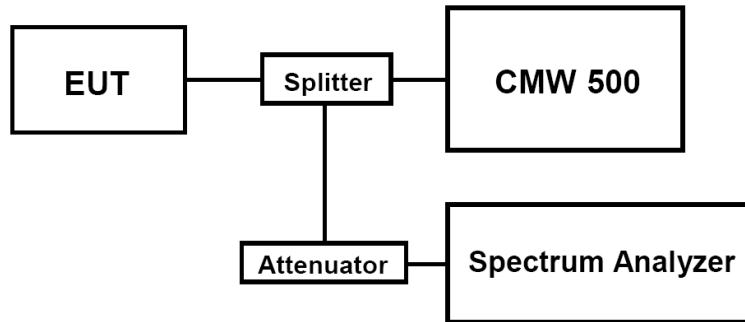 EUT
Splitter
CMW 500
Attenuator
Spectrum Analyzer